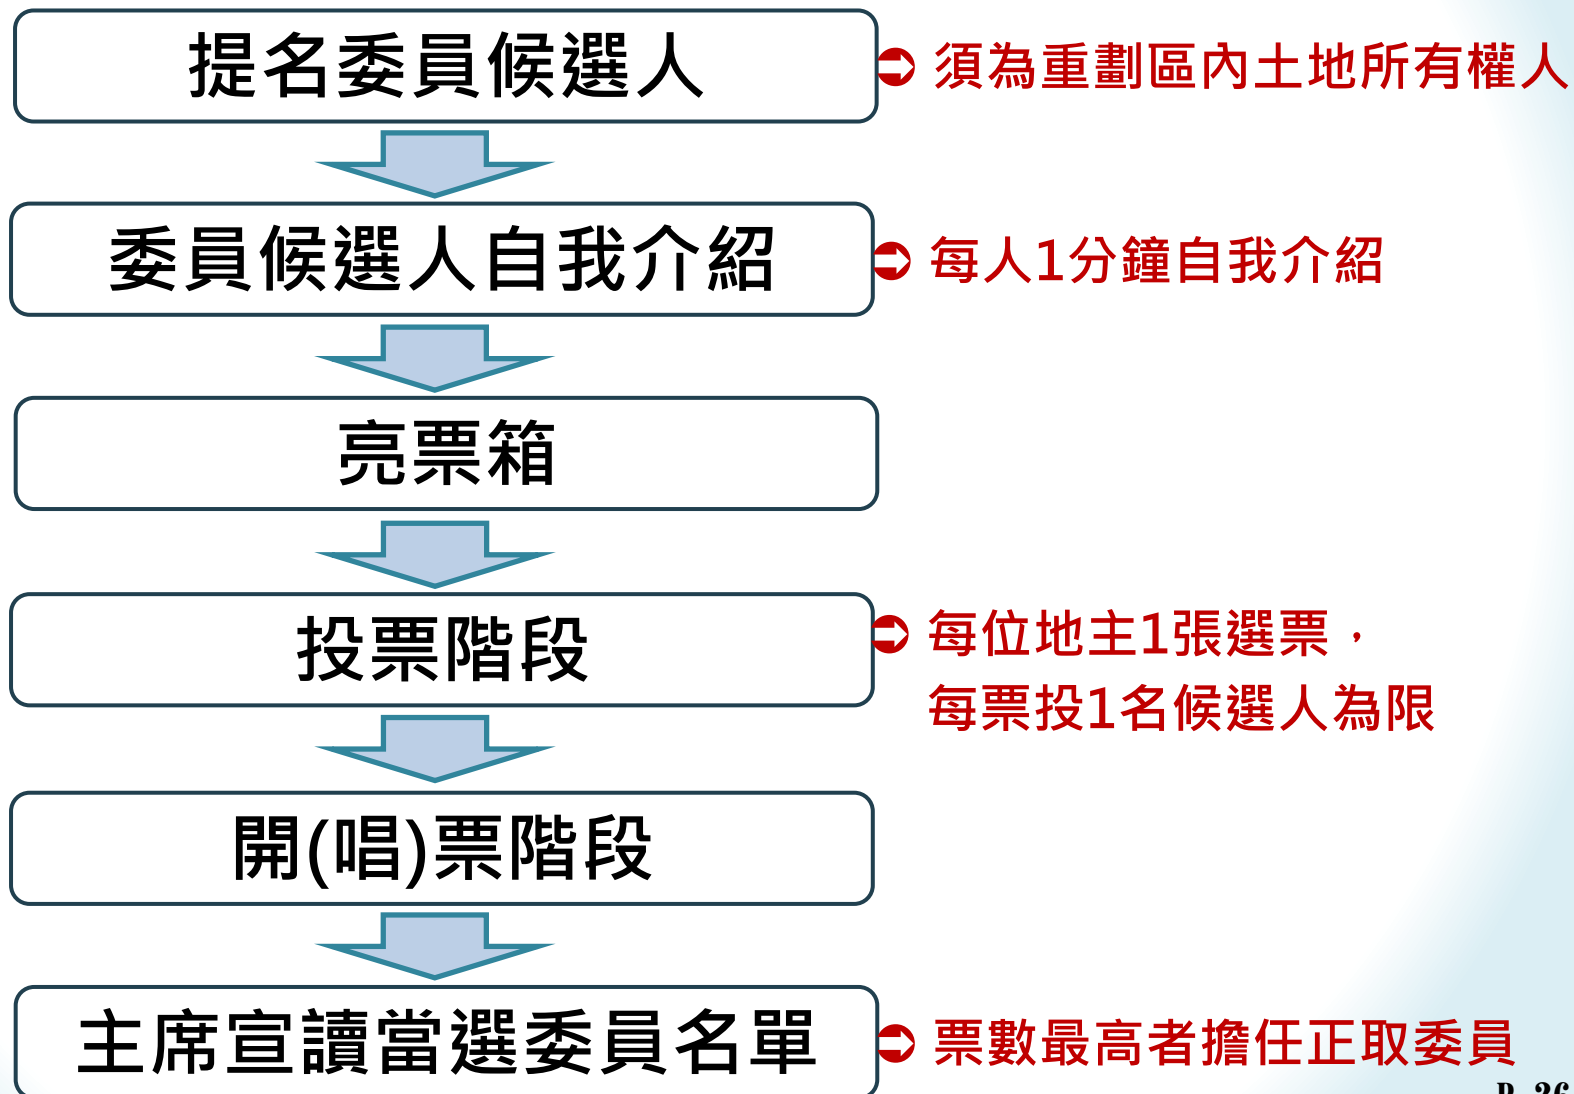 提名委員候選人
➲ 須為重劃區內土地所有權人
委員候選人自我介紹
➲ 每人1分鐘自我介紹
亮票箱
投票階段
➲ 每位地主1張選票，
每票投1名候選人為限
開(唱)票階段
主席宣讀當選委員名單
➲ 票數最高者擔任正取委員
P. 26